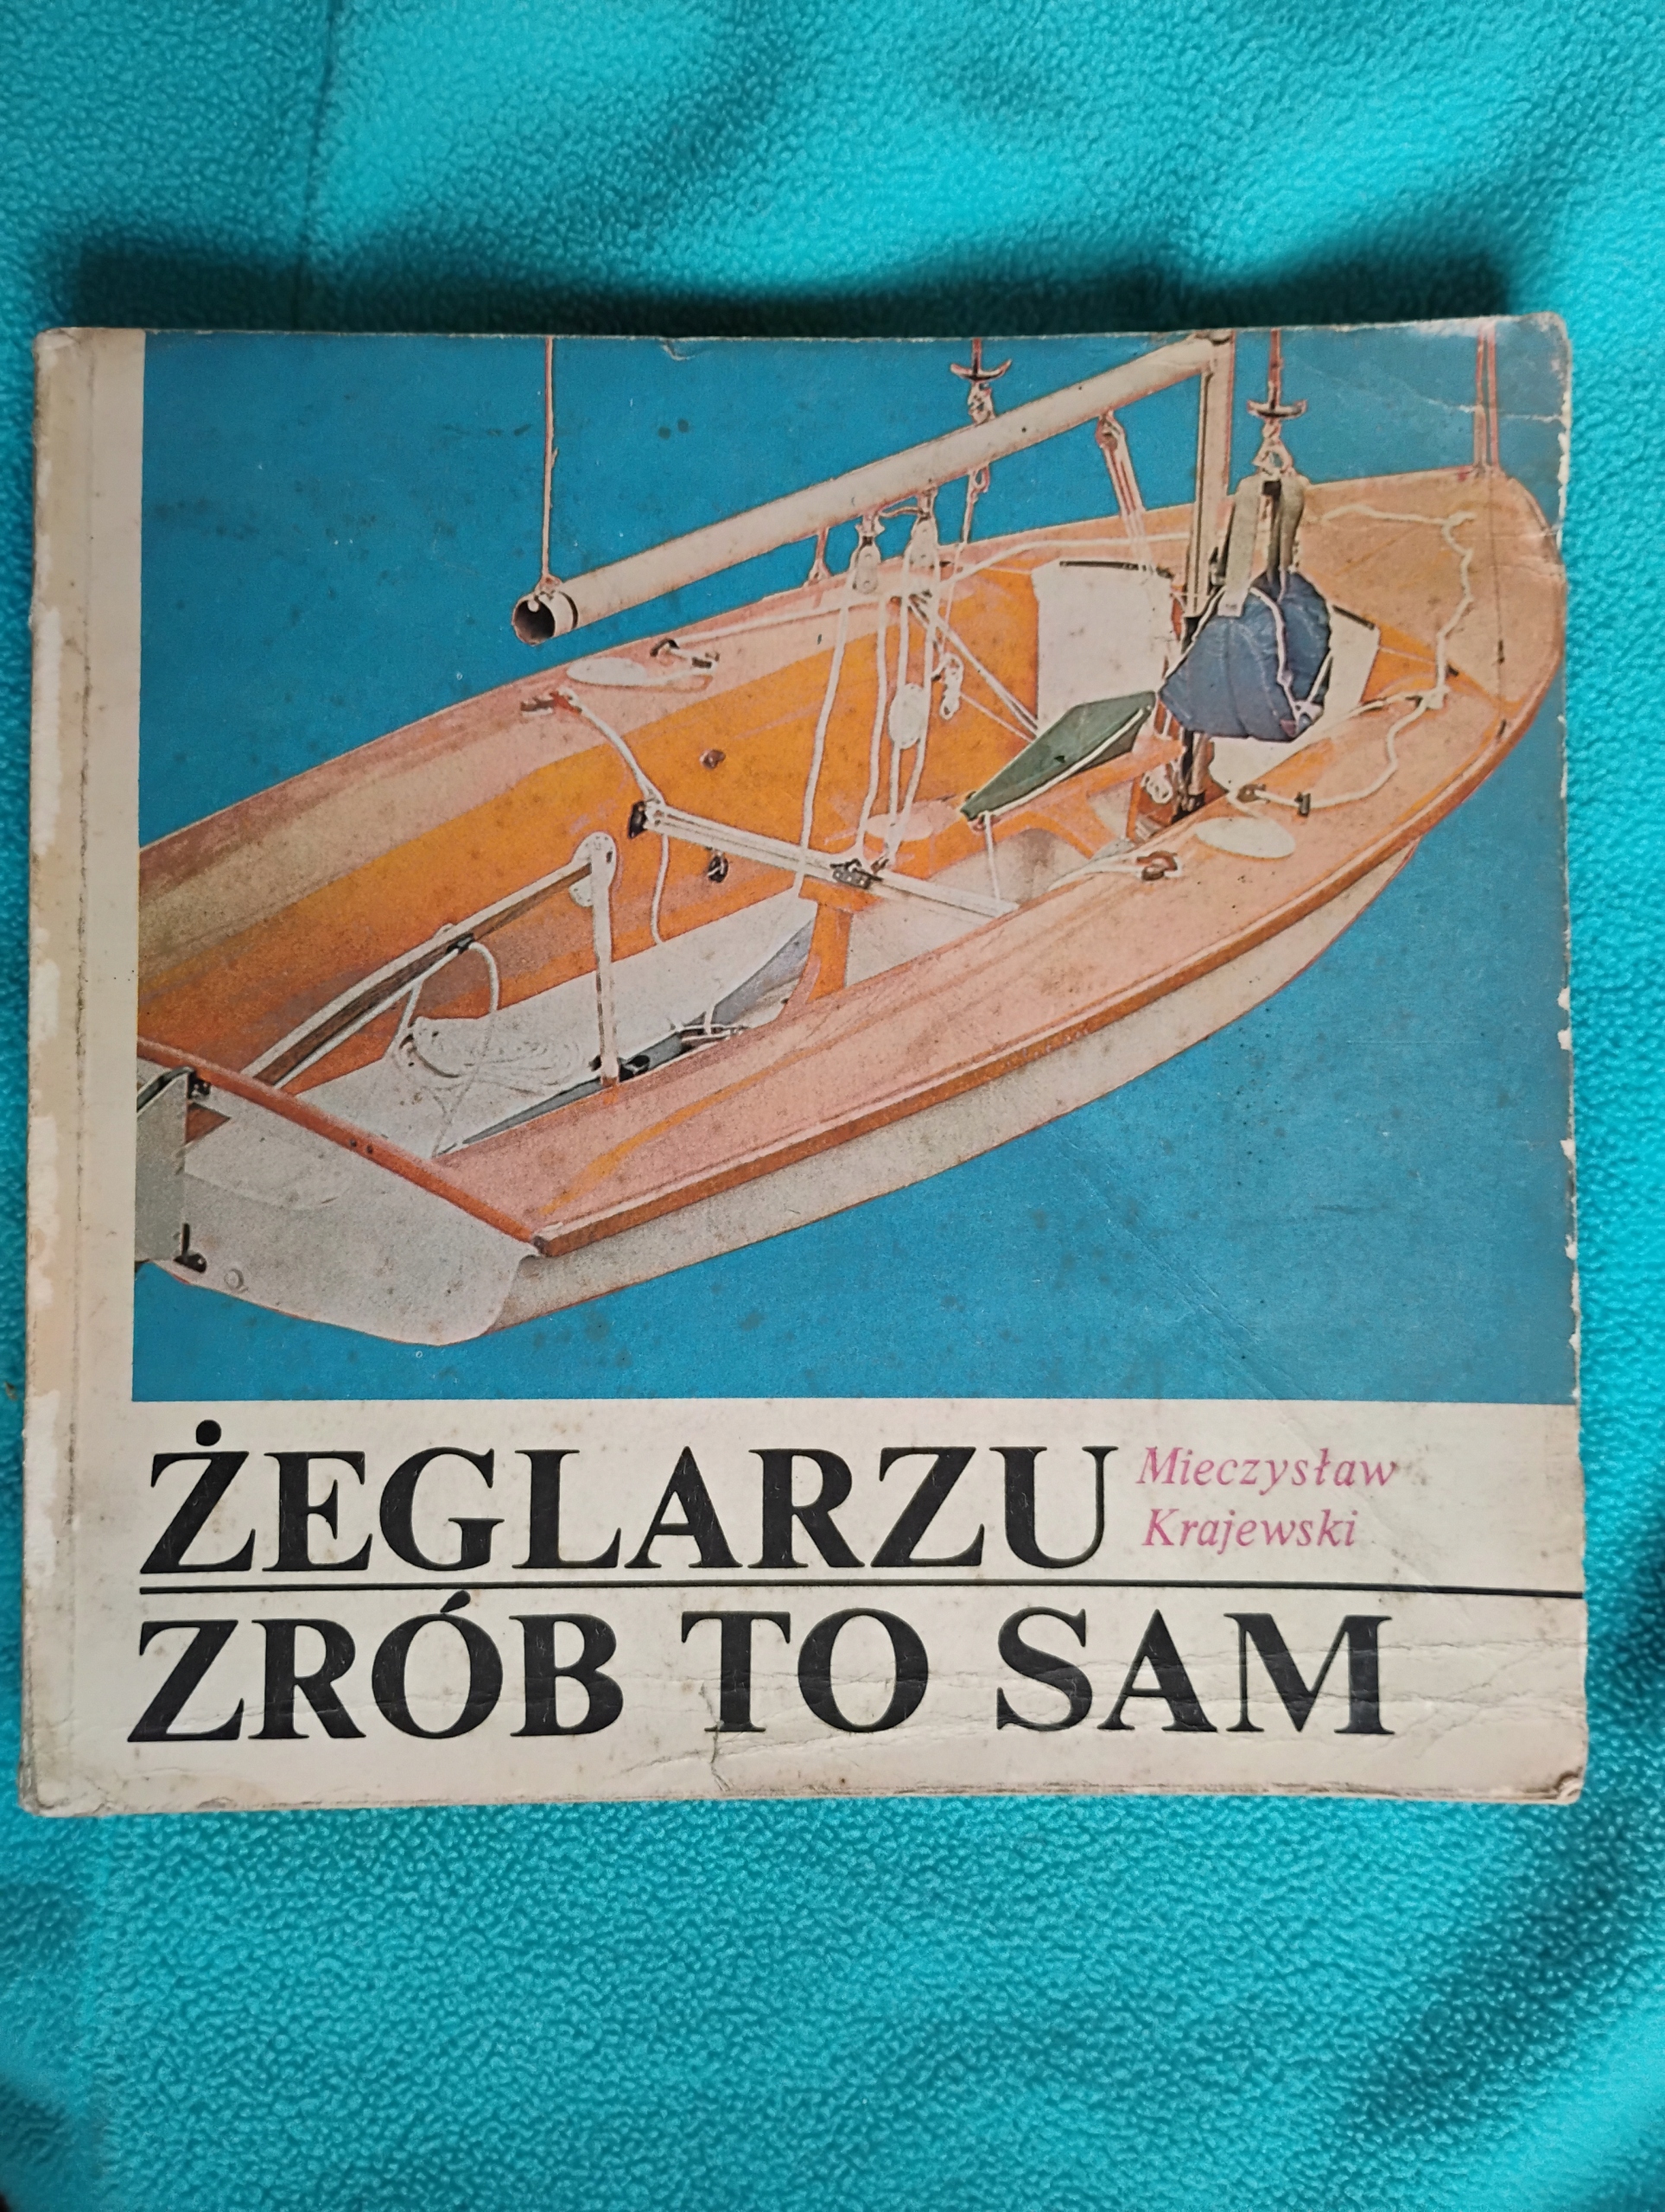 ŻEGLARZU
Mieczysław
Krajewski
ZRÓB TO SAM